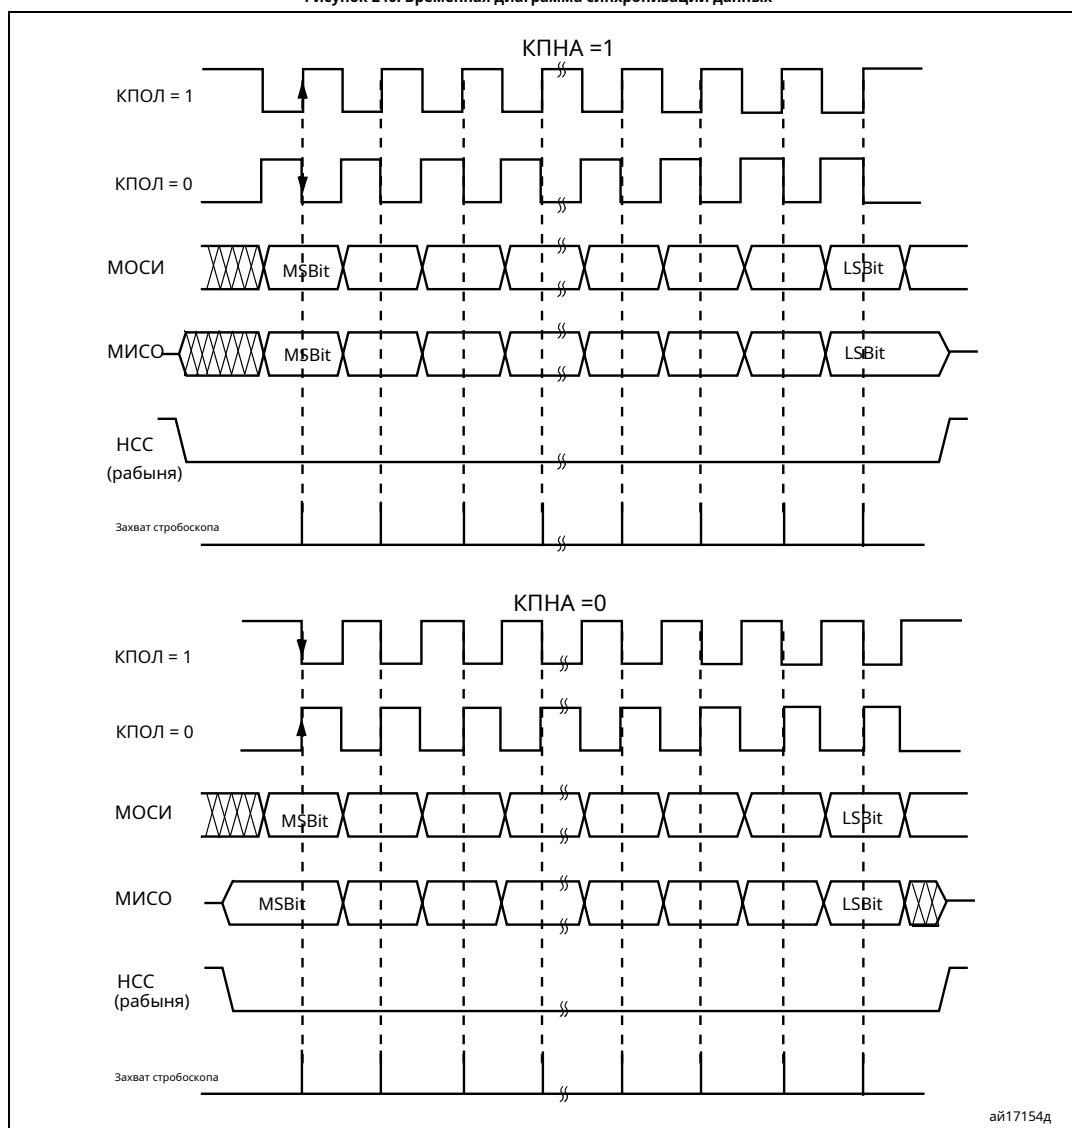 Рисунок 246. Временная диаграмма синхронизации данных
КПНА =1
КПОЛ = 1
КПОЛ = 0
МОСИ
MSBit
LSBit
МИСО
MSBit
LSBit
НСС
(рабыня)
Захват стробоскопа
КПНА =0
КПОЛ = 1
КПОЛ = 0
МОСИ
MSBit
LSBit
МИСО
MSBit
LSBit
НСС
(рабыня)
Захват стробоскопа
ай17154д